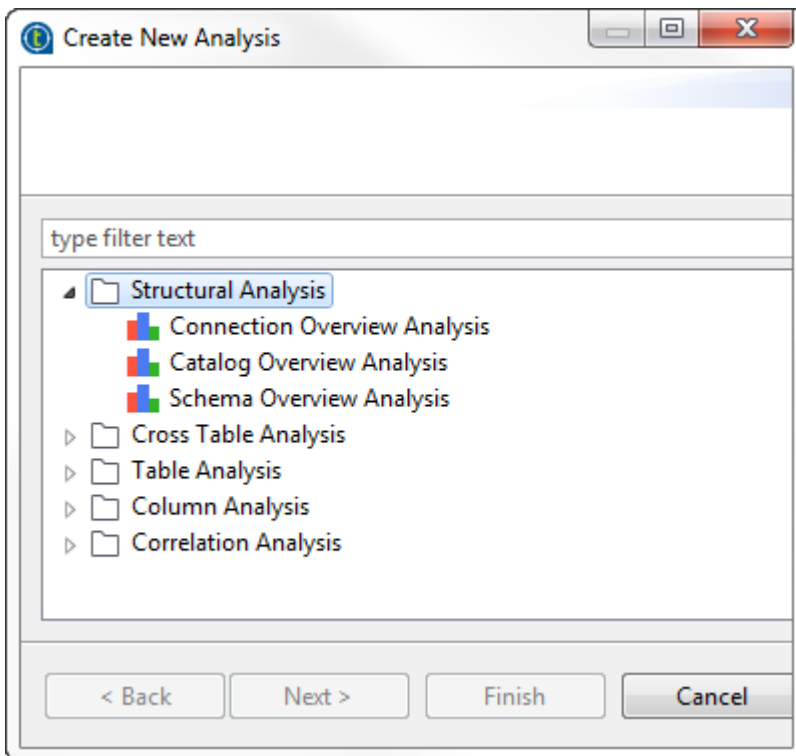 Create New Analysis
type filter text
Structural Analysis
Connection Overview Analysis
Catalog Overview Analysis
Schema Overview Analysis
Cross Table Analysis
Table Analysis
Column Analysis
Correlation Analysis
< Back Next > Finish Cancel